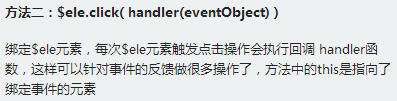 方法二：$ele.click( handler(eventObject) )
绑定$ele元素，每次$ele元素触发点击操作会执行回调 handler函
数，这样可以针对事件的反馈做很多操作了，方法中的this是指向了
绑定事件的元素